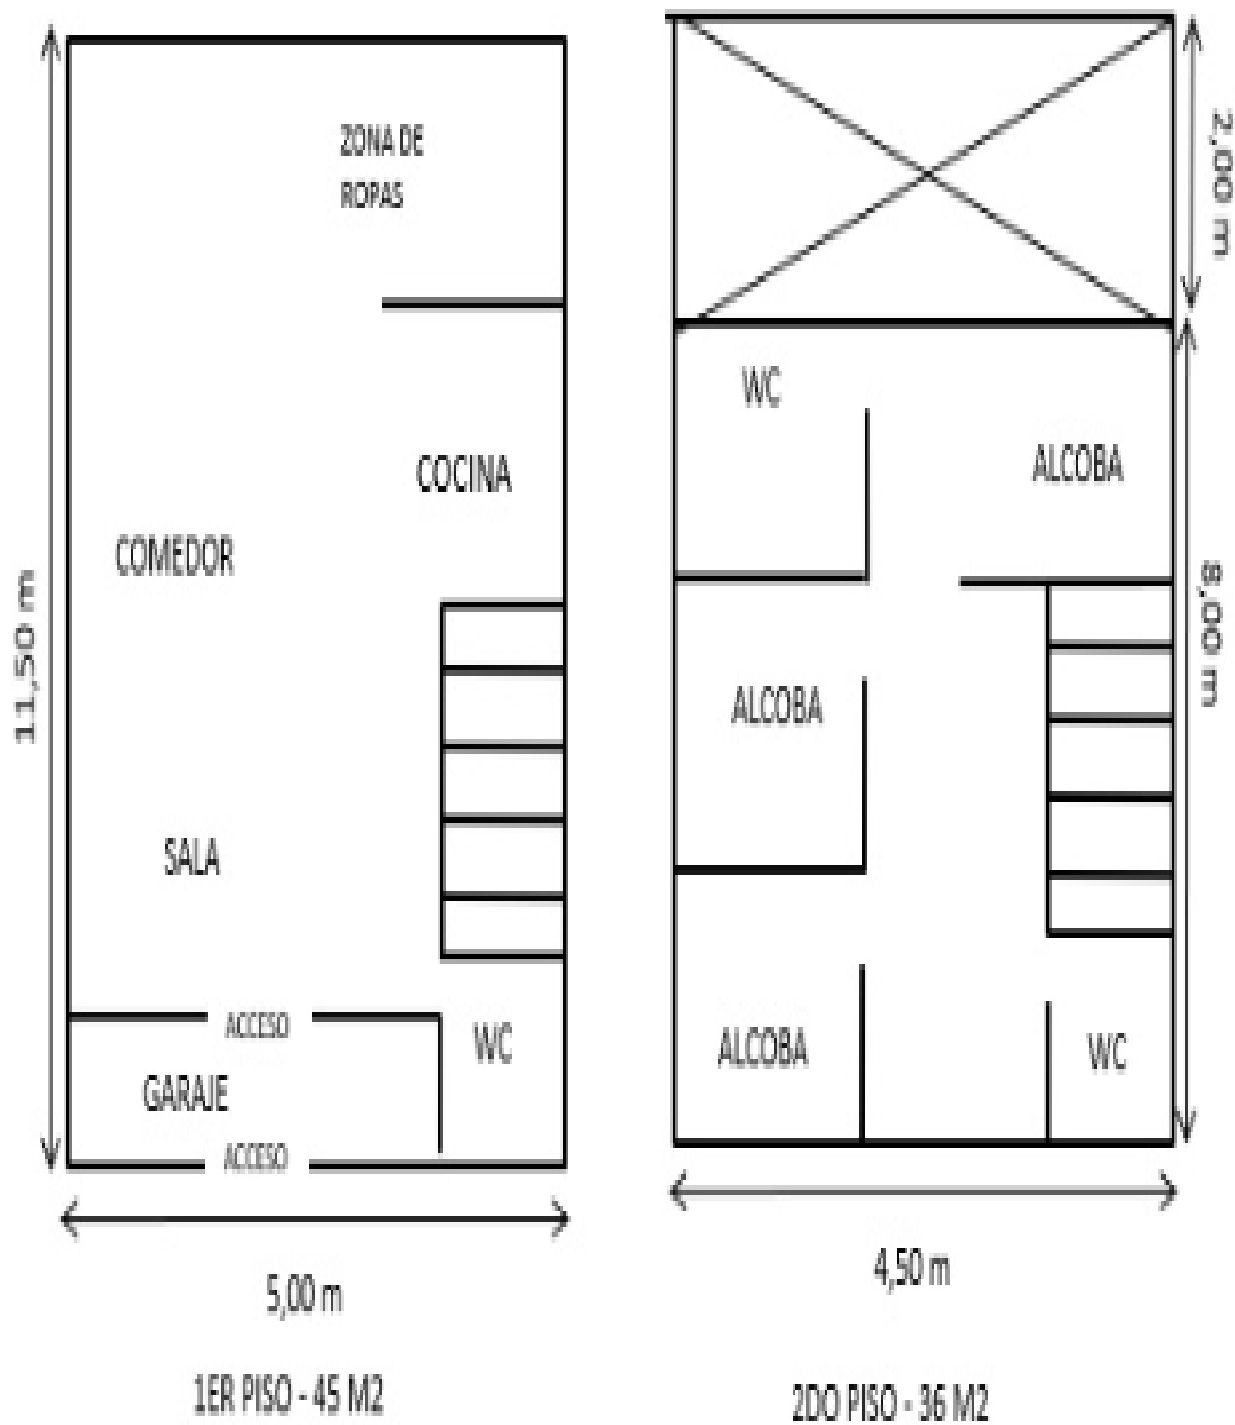 ZONA DE
ROPAS
COCINA
COMEDOR
11,50 m
SALA
ACCESO
WC
GARAJE
ACCESO
5,00 m
1ER PISO - 45 M2
2,00 m
WC
ALCOBA
8,00 m
ALCOBA
ALCOBA
WC
4,50 m
2DO PISO - 36 M2